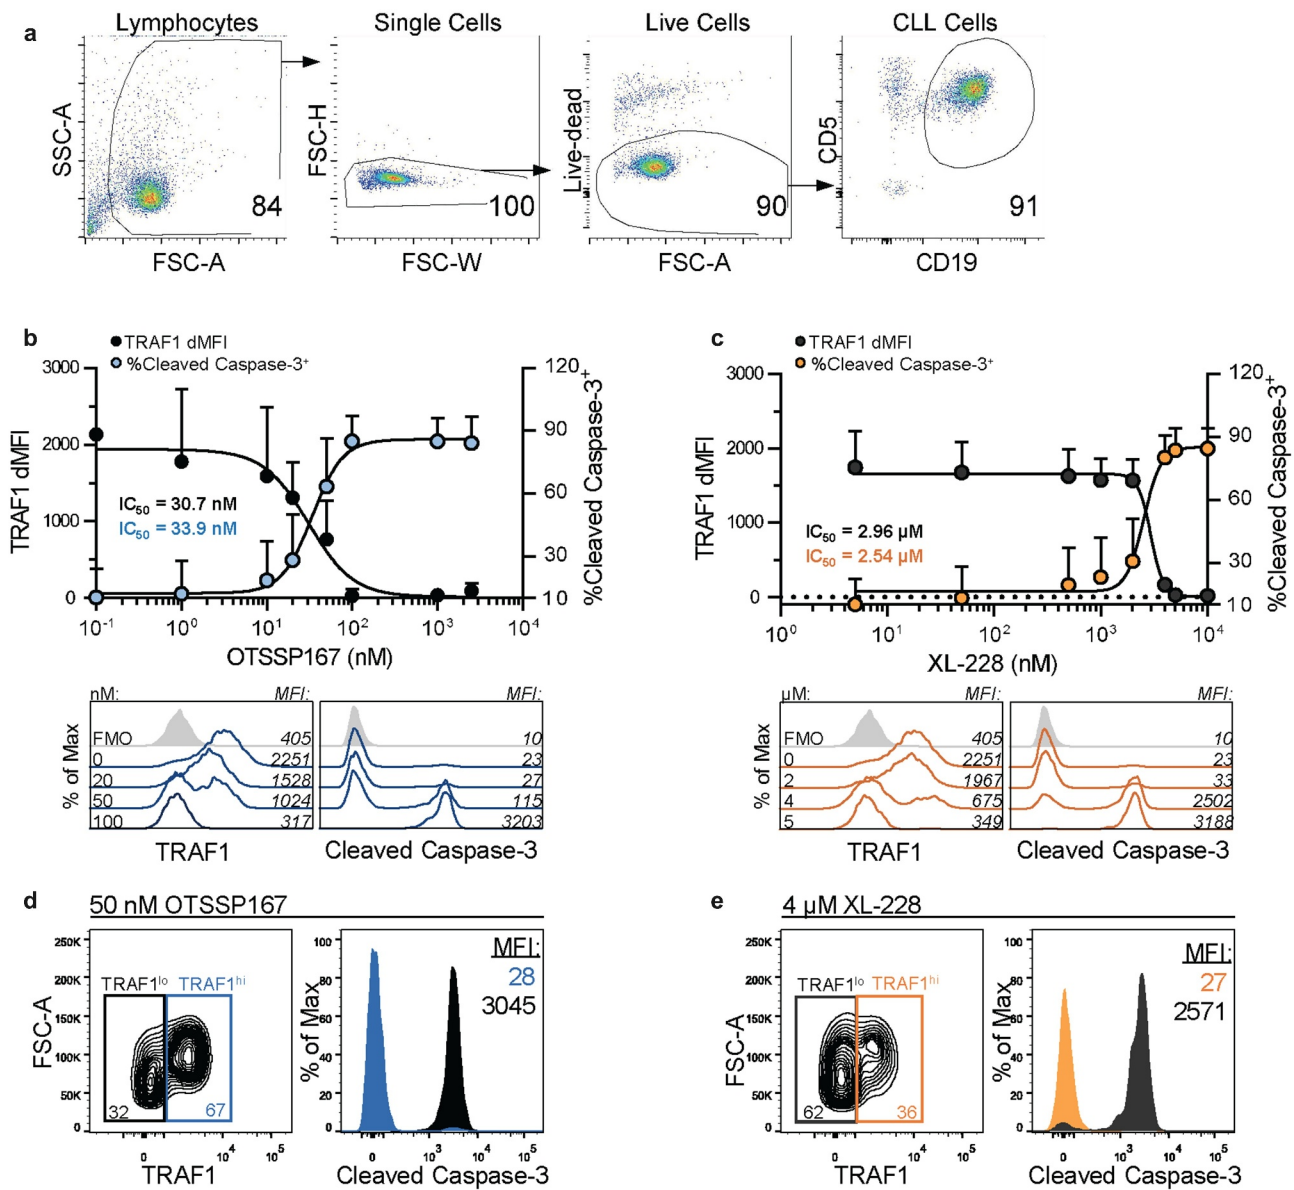 a
Lymphocytes
Single Cells
Live Cells
CLL Cells
SSC-A
84
FSC-A
FSC-H
100
FSC-W
Live-dead
90
FSC-A
CD5
91
CD19
b
TRAF1 dMFI
%Cleaved Caspase-3+
3000
2000
1000
0
TRAF1 dMFI
120
90
60
30
10
%Cleaved Caspase-3+
IC50 = 30.7 nM
IC50 = 33.9 nM
10-1 100 101 102 103 104
OTSSP167 (nM)
nM: MFI: MFI:
FMO 405 10
0 2251 23
20 1528 27
50 1024 115
100 317 3203
% of Max
TRAF1
Cleaved Caspase-3
c
TRAF1 dMFI
%Cleaved Caspase-3+
3000
2000
1000
0
TRAF1 dMFI
120
90
60
30
10
%Cleaved Caspase-3+
IC50 = 2.96 µM
IC50 = 2.54 µM
100 101 102 103 104
XL-228 (nM)
µM: MFI: MFI:
FMO 405 10
0 2251 23
2 1967 33
4 675 2502
5 349 3188
% of Max
TRAF1
Cleaved Caspase-3
d
50 nM OTSSP167
250K
200K
150K
100K
50K
0
FSC-A
TRAF1lo TRAF1hi
32 67
0 104 105
TRAF1
100
80
60
40
20
0
% of Max
MFI:
28
3045
0 103 104 105
Cleaved Caspase-3
e
4 µM XL-228
250K
200K
150K
100K
50K
0
FSC-A
TRAF1lo TRAF1hi
62 36
0 104 105
TRAF1
100
80
60
40
20
0
% of Max
MFI:
27
2571
0 103 104 105
Cleaved Caspase-3